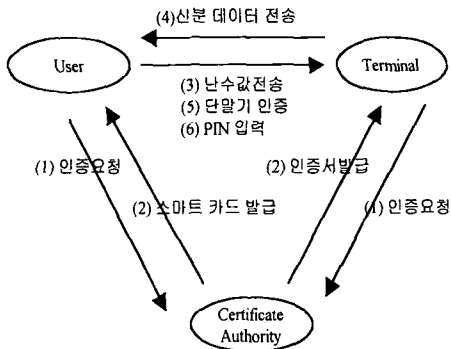 (4)신분 데이터 전송
User
Terminal
(3) 난수값전송
(5) 단말기 인증
(6) PIN 입력
(1) 인증요청
(2) 인증서발급
(2) 스마트 카드 발급
(1) 인증요청
Certificate
Authority